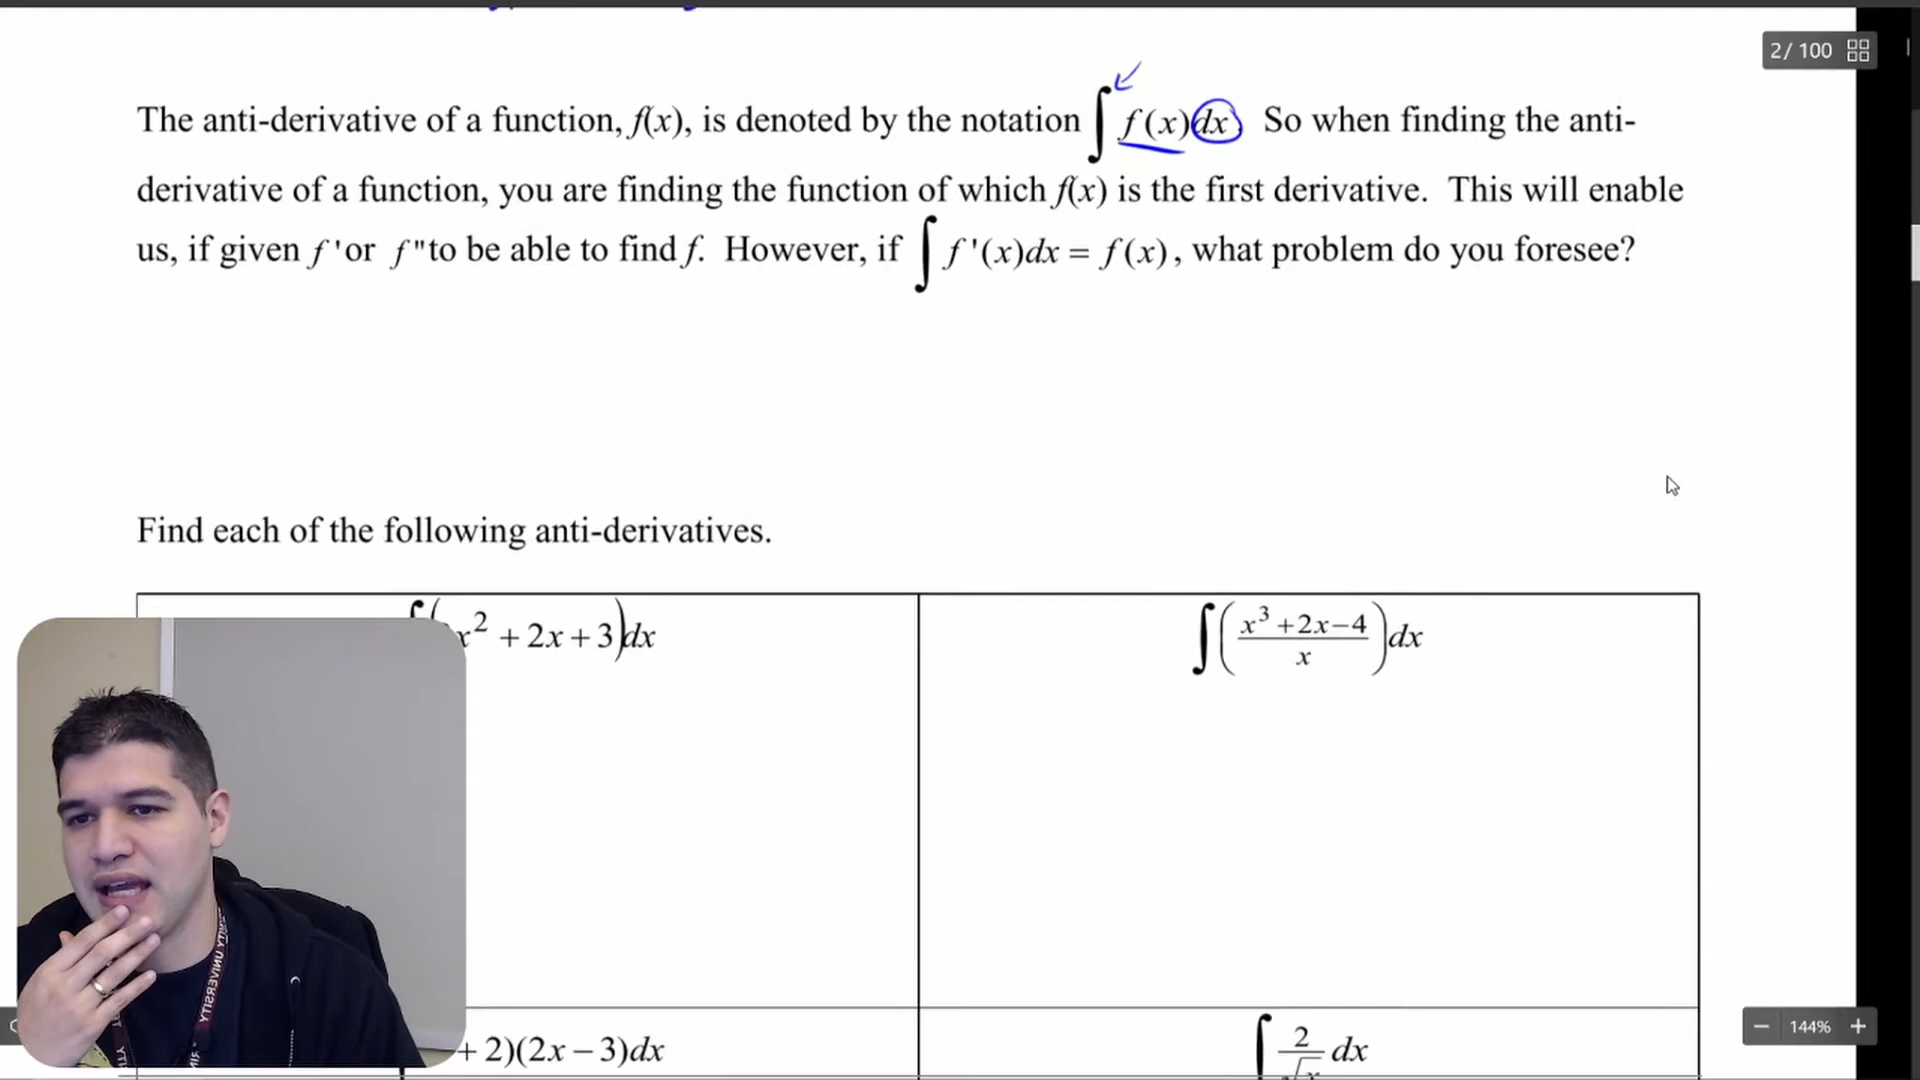 2 / 100
The anti-derivative of a function, f(x), is denoted by the notation ∫ f(x)dx. So when finding the anti-
derivative of a function, you are finding the function of which f(x) is the first derivative. This will enable
us, if given f ' or f " to be able to find f. However, if ∫ f '(x)dx = f(x), what problem do you foresee?
Find each of the following anti-derivatives.
x² + 2x + 3)dx
∫((x³ + 2x − 4)/x)dx
UNIVERSITY
+ 2)(2x − 3)dx
∫ 2/√x dx
− 144% +